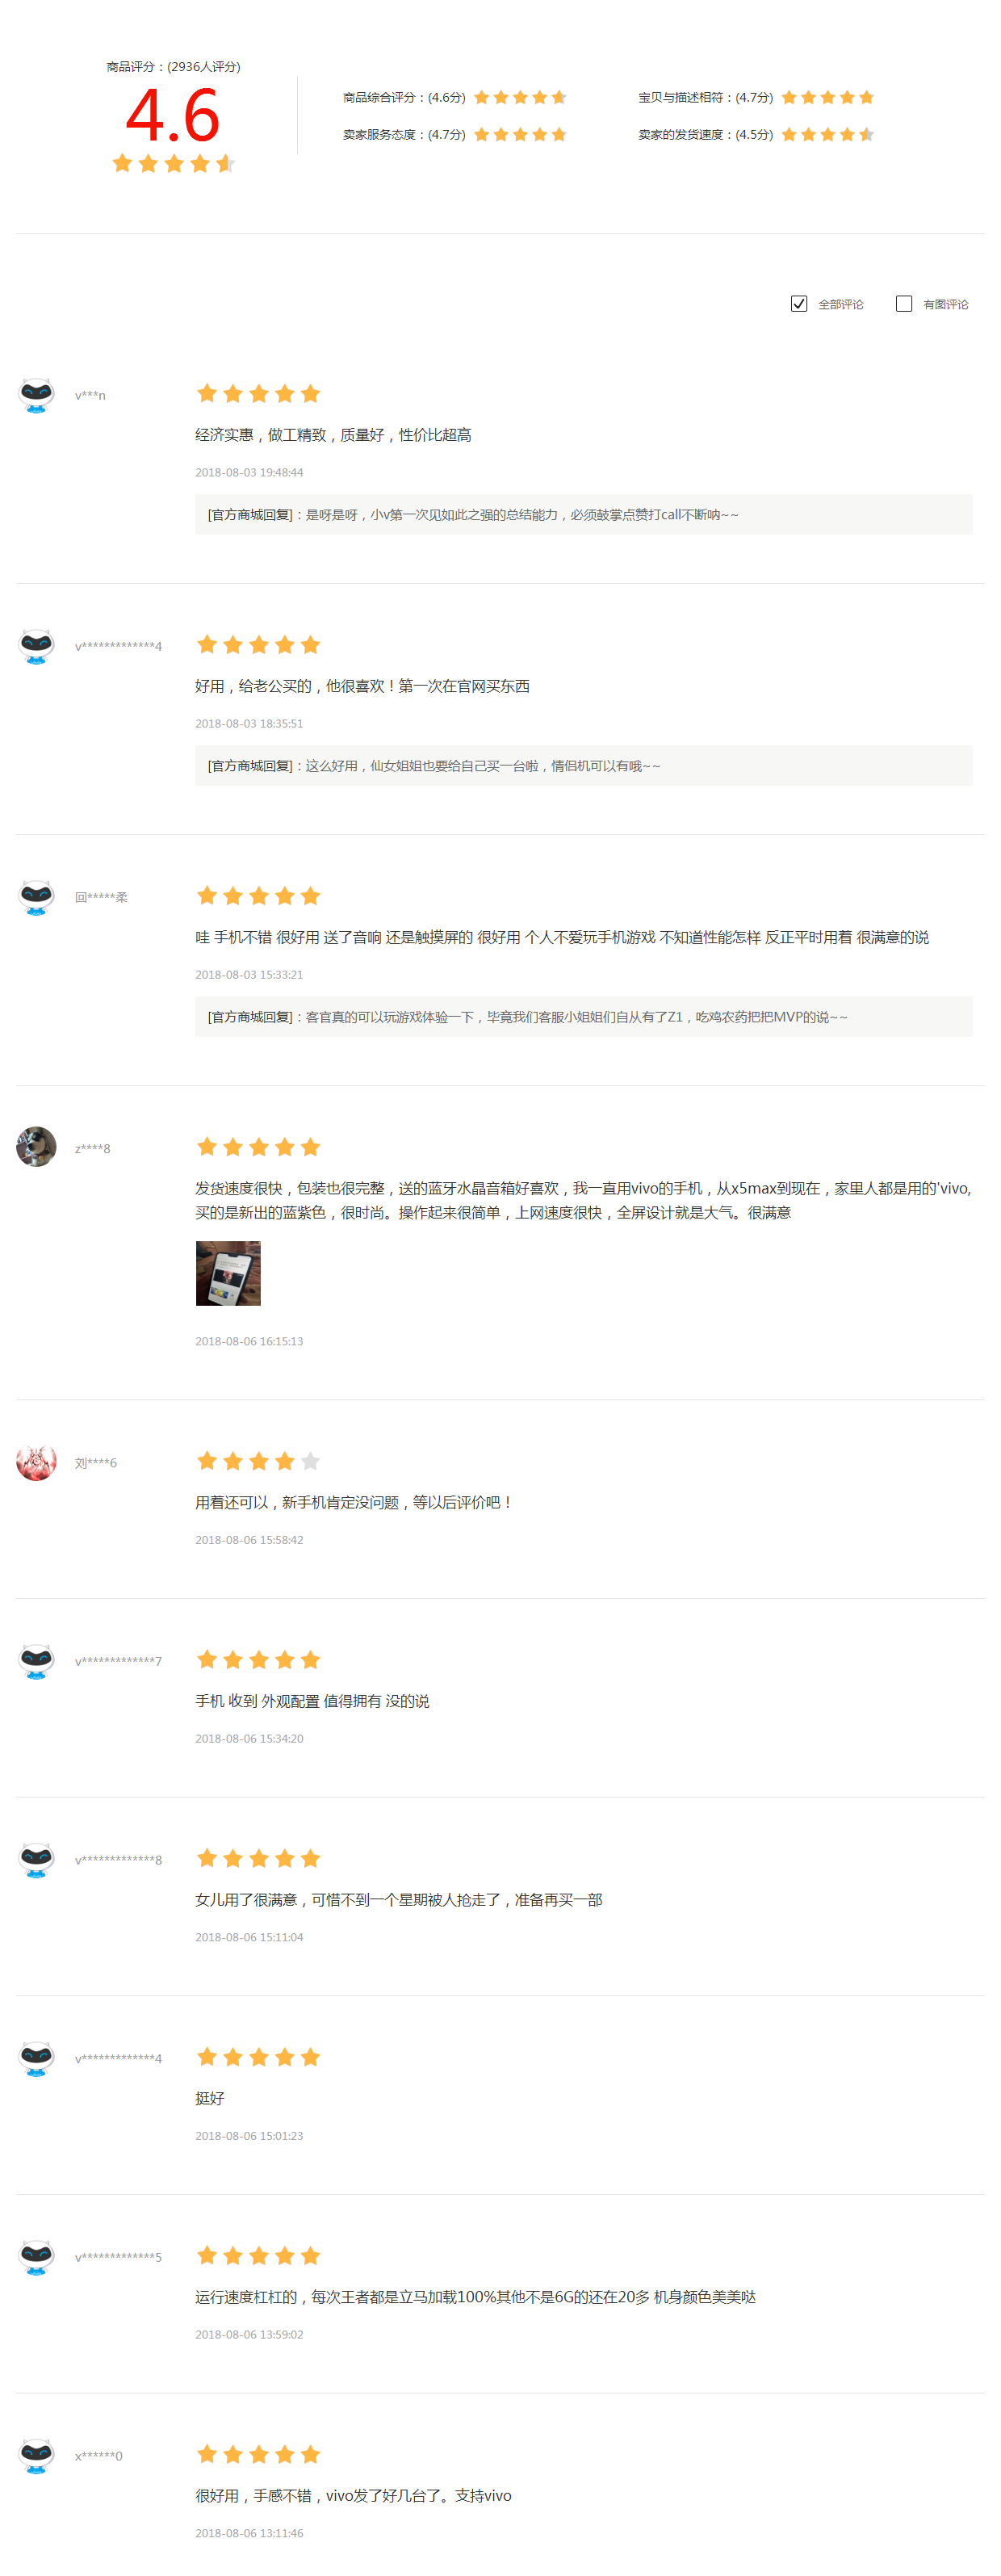 商品评分：(2936人评分)
4.6
商品综合评分：(4.6分)
宝贝与描述相符：(4.7分)
卖家服务态度：(4.7分)
卖家的发货速度：(4.5分)
全部评论
有图评论
v***n
经济实惠，做工精致，质量好，性价比超高
2018-08-03 19:48:44
[官方商城回复]：是呀是呀，小v第一次见如此之强的总结能力，必须鼓掌点赞打call不断呐~~
v*************4
好用，给老公买的，他很喜欢！第一次在官网买东西
2018-08-03 18:35:51
[官方商城回复]：这么好用，仙女姐姐也要给自己买一台啦，情侣机可以有哦~~
回*****柔
哇 手机不错 很好用 送了音响 还是触摸屏的 很好用 个人不爱玩手机游戏 不知道性能怎样 反正平时用着 很满意的说
2018-08-03 15:33:21
[官方商城回复]：客官真的可以玩游戏体验一下，毕竟我们客服小姐姐们自从有了Z1，吃鸡农药把把MVP的说~~
z****8
发货速度很快，包装也很完整，送的蓝牙水晶音箱好喜欢，我一直用vivo的手机，从x5max到现在，家里人都是用的'vivo,
买的是新出的蓝紫色，很时尚。操作起来很简单，上网速度很快，全屏设计就是大气。很满意
2018-08-06 16:15:13
刘****6
用着还可以，新手机肯定没问题，等以后评价吧！
2018-08-06 15:58:42
v*************7
手机 收到 外观配置 值得拥有 没的说
2018-08-06 15:34:20
v*************8
女儿用了很满意，可惜不到一个星期被人抢走了，准备再买一部
2018-08-06 15:11:04
v*************4
挺好
2018-08-06 15:01:23
v*************5
运行速度杠杠的，每次王者都是立马加载100%其他不是6G的还在20多 机身颜色美美哒
2018-08-06 13:59:02
x******0
很好用，手感不错，vivo发了好几台了。支持vivo
2018-08-06 13:11:46